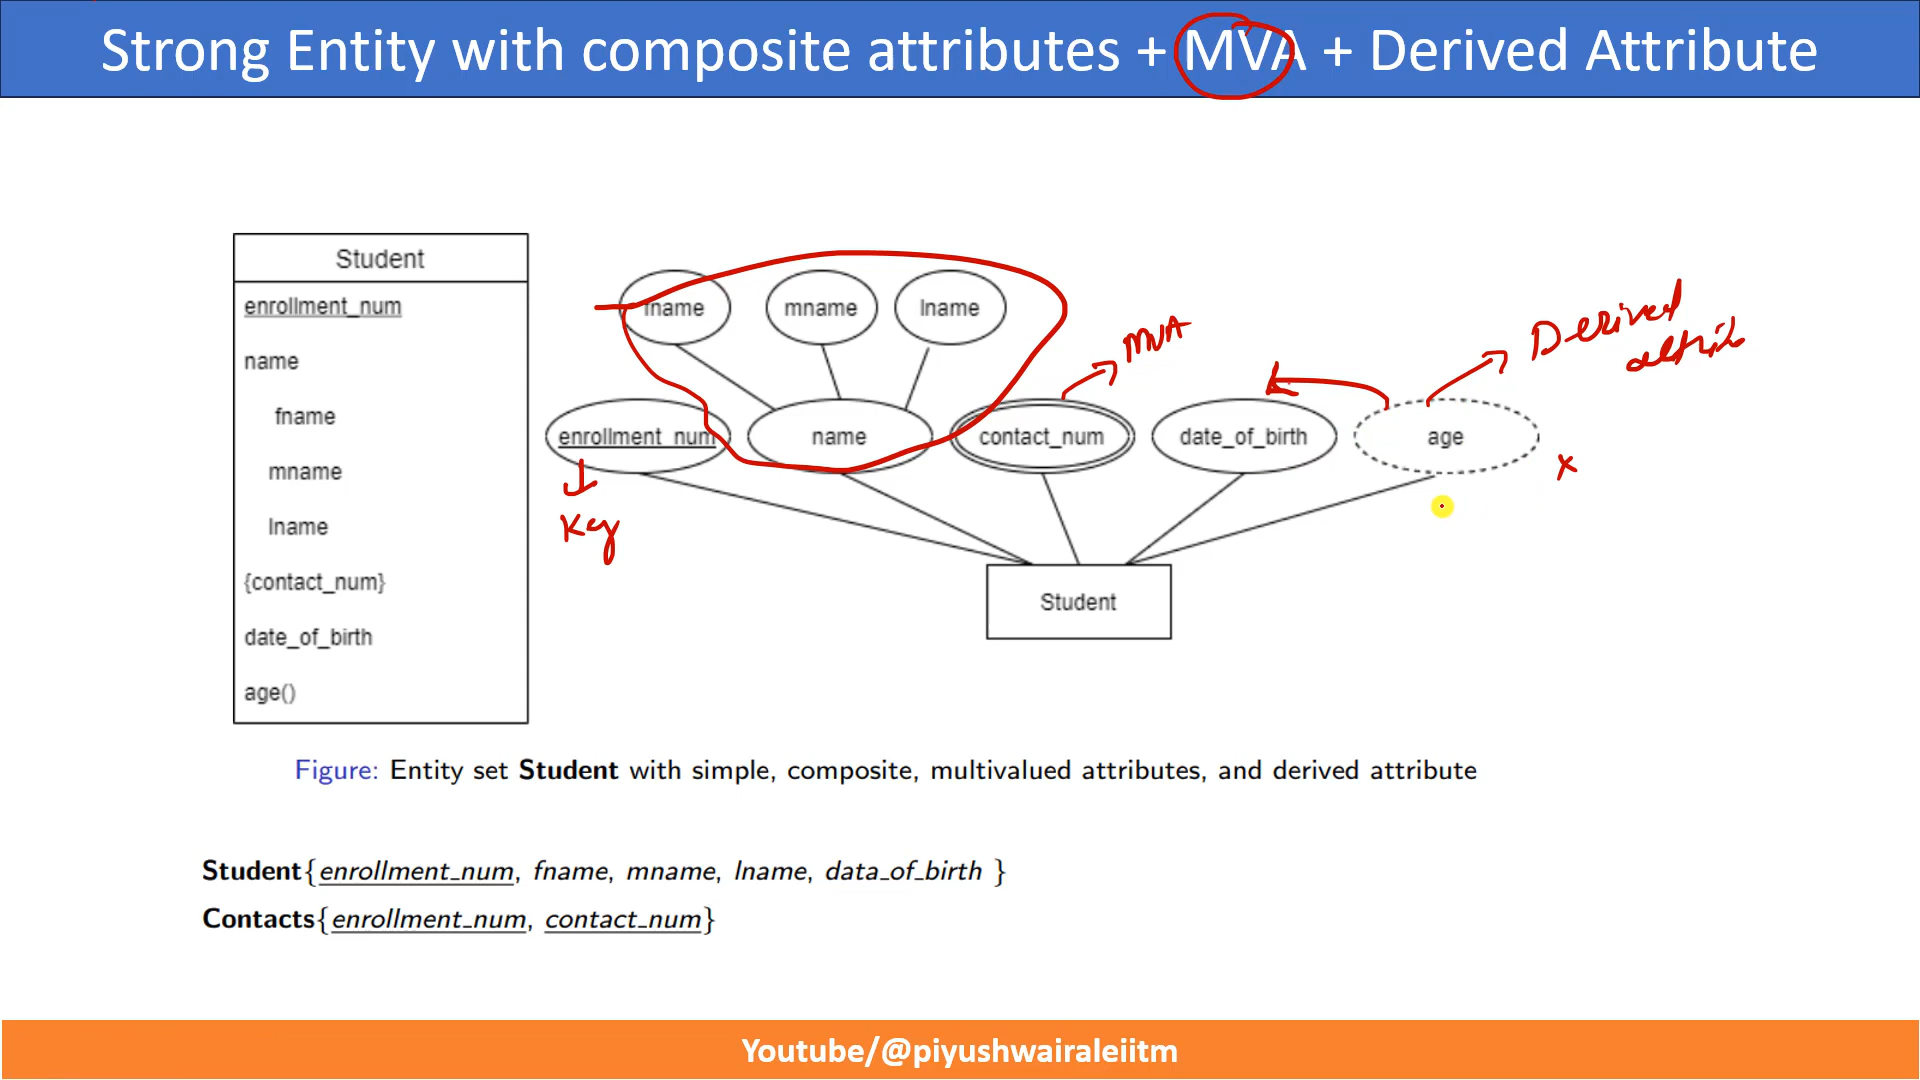 Strong Entity with composite attributes + MVA + Derived Attribute
Student
enrollment_num
name
fname
mname
lname
{contact_num}
date_of_birth
age()
fname
mname
lname
MVA
Derived
enrollment_num
name
contact_num
date_of_birth
age
x
Key
Student
Figure: Entity set Student with simple, composite, multivalued attributes, and derived attribute
Student{enrollment_num, fname, mname, lname, data_of_birth }
Contacts{enrollment_num, contact_num}
Youtube/@piyushwairaleiitm